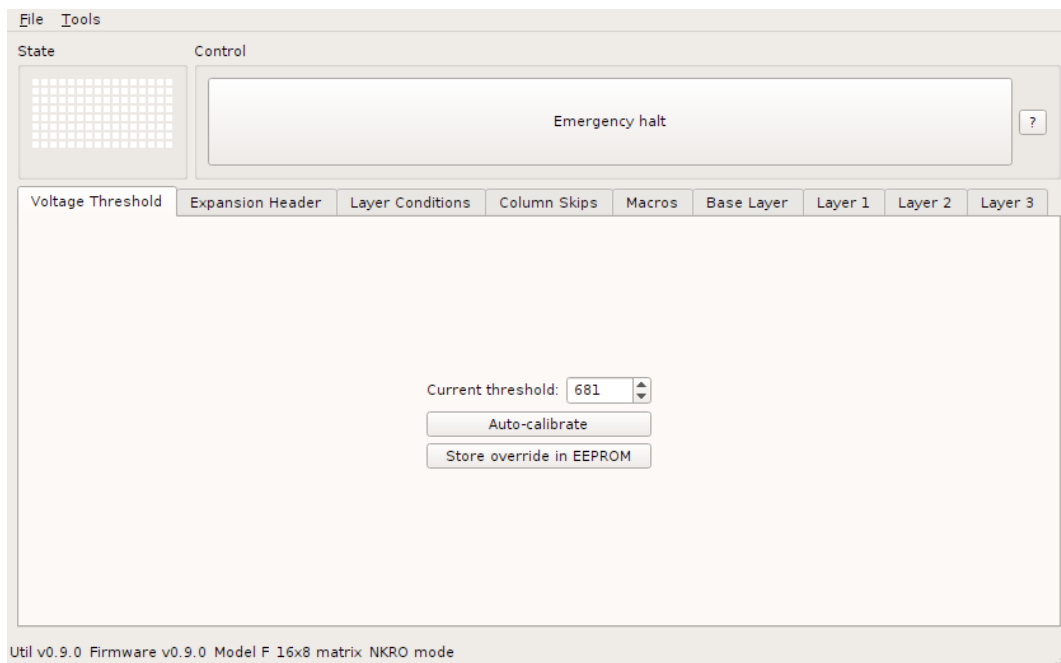 File Tools
State Control
Emergency halt
?
Voltage Threshold Expansion Header Layer Conditions Column Skips Macros Base Layer Layer 1 Layer 2 Layer 3
Current threshold: 681
Auto-calibrate
Store override in EEPROM
Util v0.9.0 Firmware v0.9.0 Model F 16x8 matrix NKRO mode